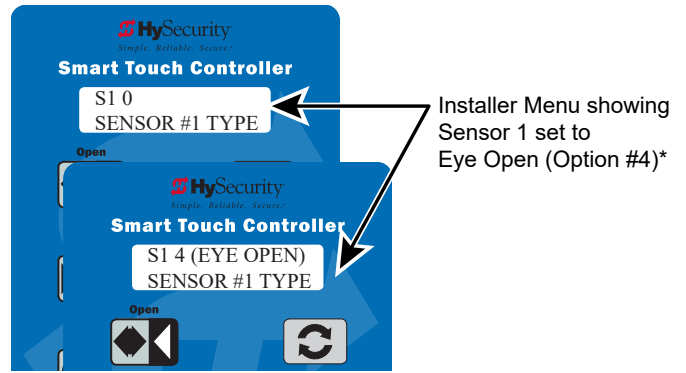 HySecurity
Simple. Reliable. Secure.
Smart Touch Controller
S1 0
SENSOR #1 TYPE
Open
HySecurity
Simple. Reliable. Secure.
Smart Touch Controller
S1 4 (EYE OPEN)
SENSOR #1 TYPE
Open
Installer Menu showing
Sensor 1 set to
Eye Open (Option #4)*